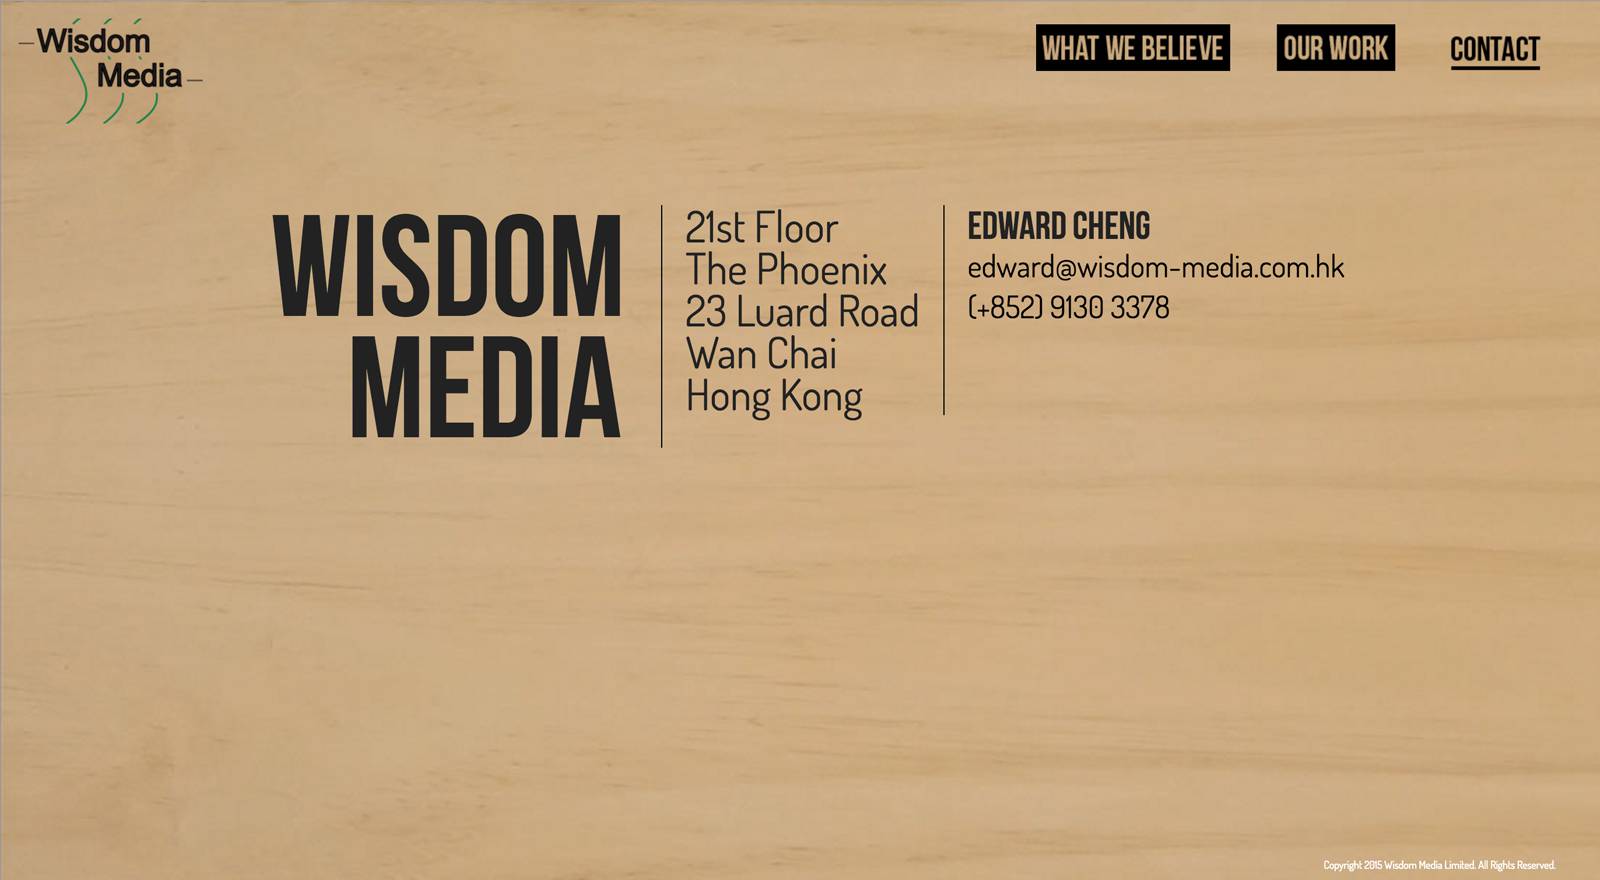 Wisdom
Media
WHAT WE BELIEVE
OUR WORK
CONTACT
WISDOM
MEDIA
21st Floor
The Phoenix
23 Luard Road
Wan Chai
Hong Kong
EDWARD CHENG
edward@wisdom-media.com.hk
(+852) 9130 3378
Copyright 2015 Wisdom Media Limited. All Rights Reserved.